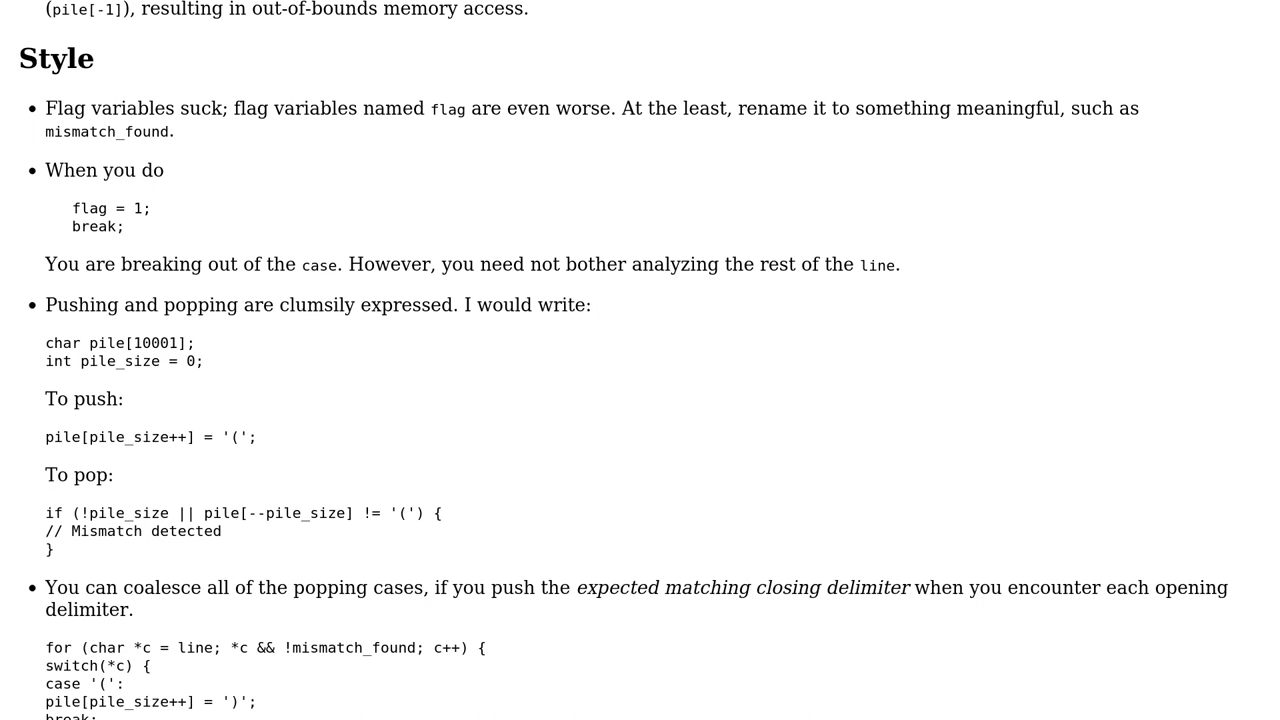 (pile[-1]), resulting in out-of-bounds memory access.
Style
• Flag variables suck; flag variables named flag are even worse. At the least, rename it to something meaningful, such as
mismatch_found.
• When you do
flag = 1;
break;
You are breaking out of the case. However, you need not bother analyzing the rest of the line.
• Pushing and popping are clumsily expressed. I would write:
char pile[10001];
int pile_size = 0;
To push:
pile[pile_size++] = '(';
To pop:
if (!pile_size || pile[--pile_size] != '(') {
// Mismatch detected
}
• You can coalesce all of the popping cases, if you push the expected matching closing delimiter when you encounter each opening
delimiter.
for (char *c = line; *c && !mismatch_found; c++) {
switch(*c) {
case '(':
pile[pile_size++] = ')';
break;